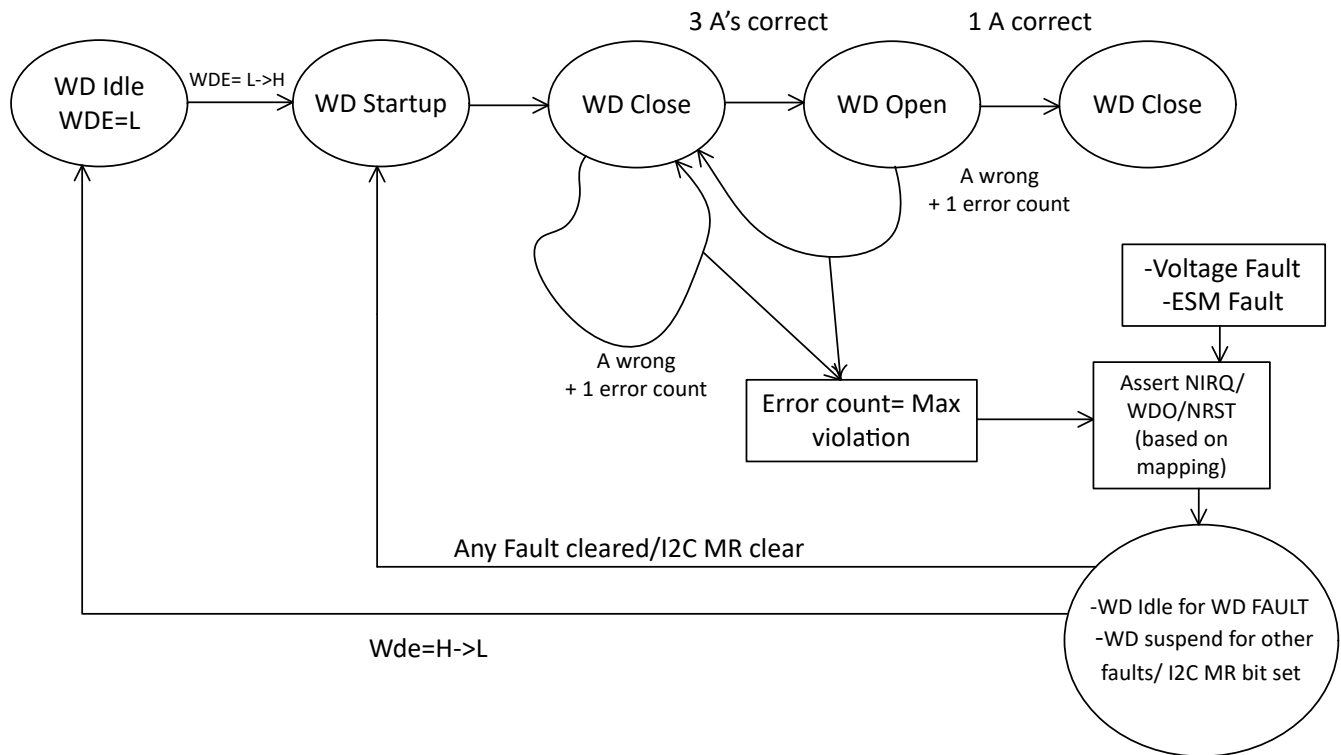 3 A's correct
1 A correct
WD Idle
WDE=L
WDE= L->H
WD Startup
WD Close
WD Open
WD Close
A wrong
+ 1 error count
-Voltage Fault
-ESM Fault
A wrong
+ 1 error count
Error count= Max
violation
Assert NIRQ/
WDO/NRST
(based on
mapping)
Any Fault cleared/I2C MR clear
Wde=H->L
-WD Idle for WD FAULT
-WD suspend for other
faults/ I2C MR bit set